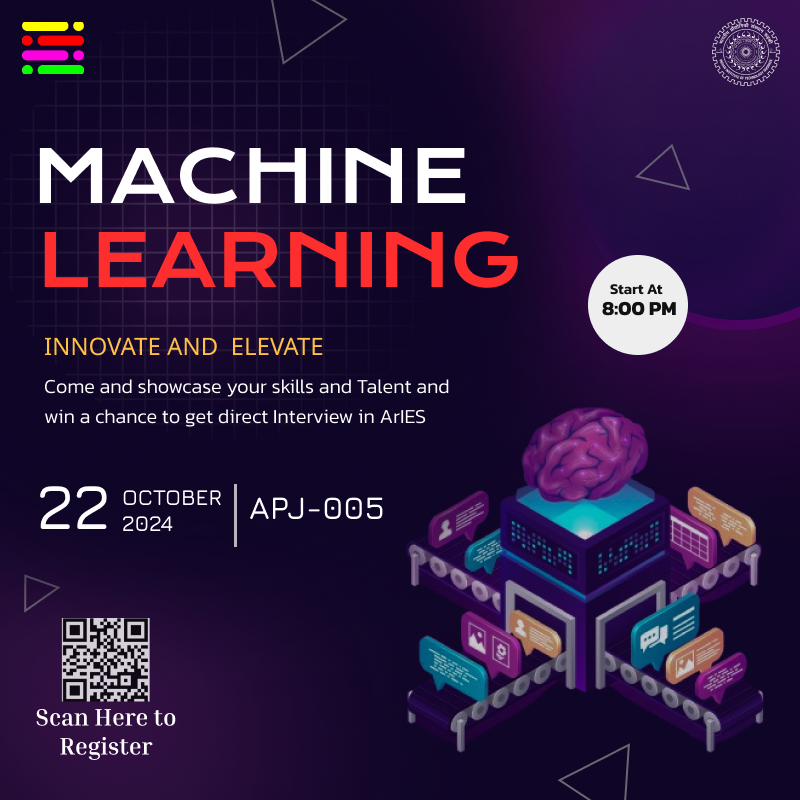 MACHINE
LEARNING
Start At
8:00 PM
INNOVATE AND  ELEVATE
Come and showcase your skills and Talent and
win a chance to get direct Interview in ArIES
22 OCTOBER
2024
APJ-005
Scan Here to
Register